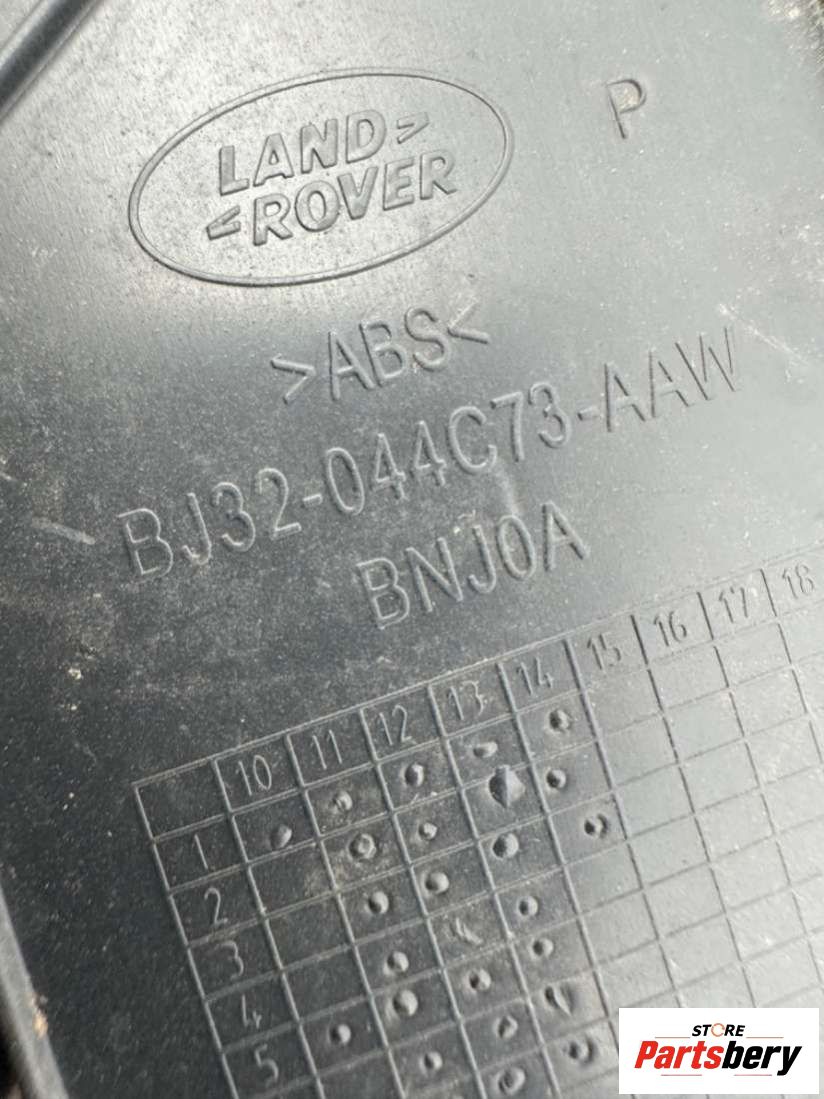 LAND
ROVER
P
>ABS<
BJ32-044C73-AAW
BNJ0A
10 11 12 13 14 15 16 17 18
1
2
3
4
5
STORE
Partsbery